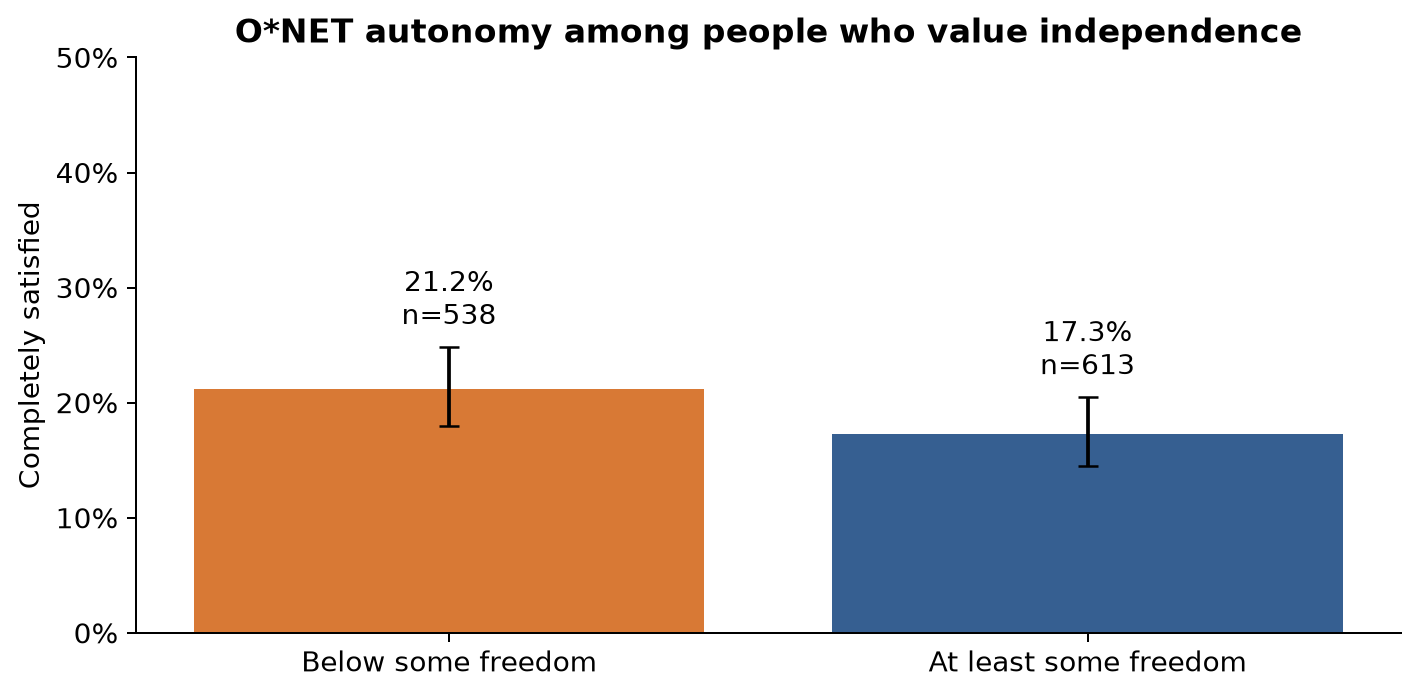 O*NET autonomy among people who value independence
50%
40%
30%
20%
10%
0%
Completely satisfied
21.2%
n=538
17.3%
n=613
Below some freedom
At least some freedom